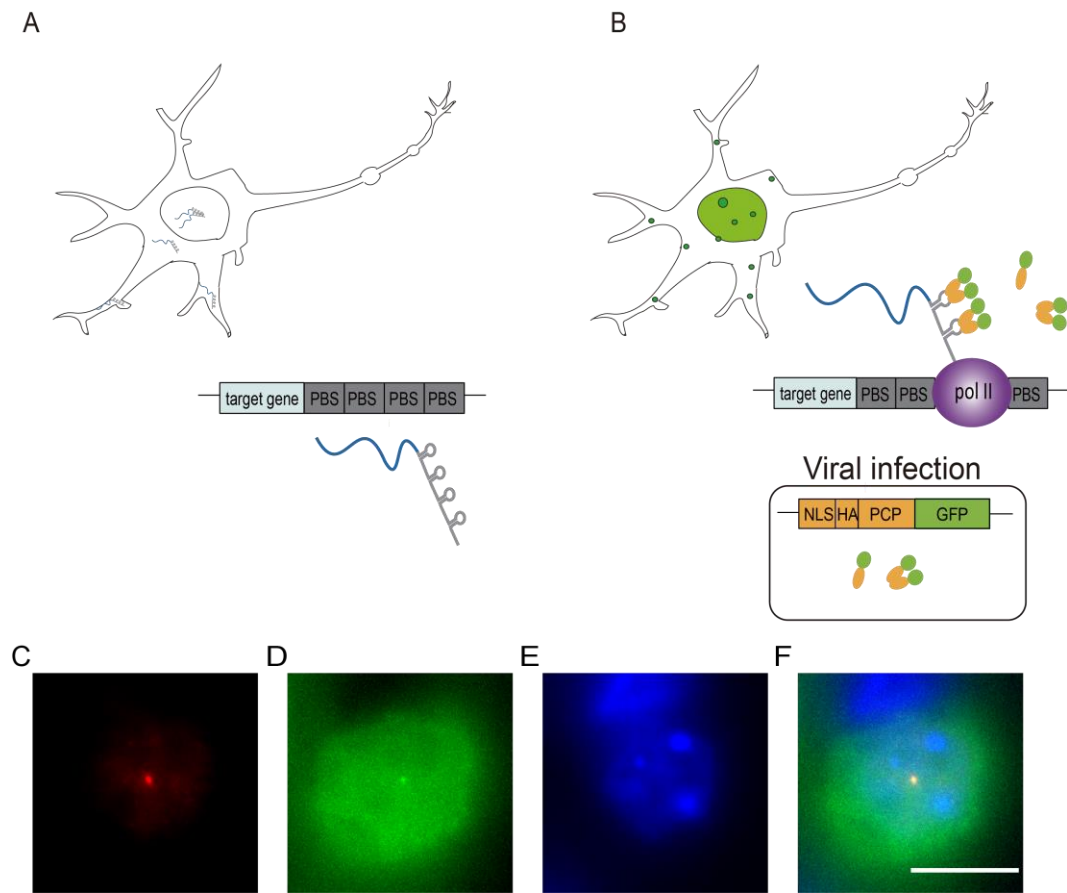 A
B
target gene PBS PBS PBS PBS
target gene PBS PBS pol II PBS
Viral infection
NLS HA PCP GFP
C D E F